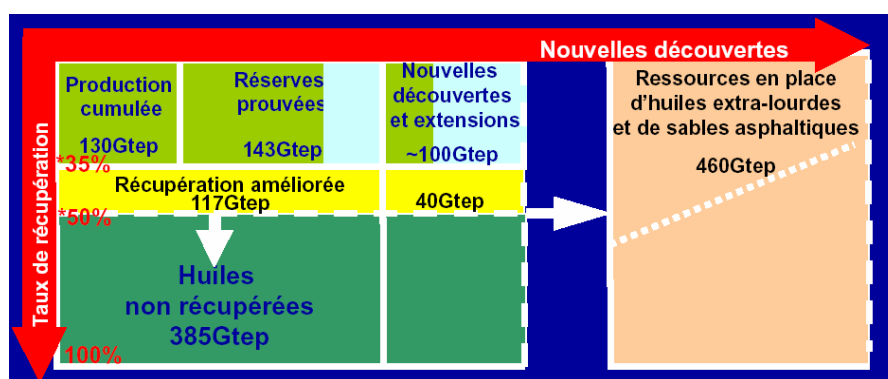 Nouvelles découvertes
Taux de récupération
Production
cumulée
130Gtep
Réserves
prouvées
143Gtep
Nouvelles
découvertes
et extensions
~100Gtep
Ressources en place
d'huiles extra-lourdes
et de sables asphaltiques
460Gtep
*35%
Récupération améliorée
117Gtep
40Gtep
*50%
Huiles
non récupérées
385Gtep
100%